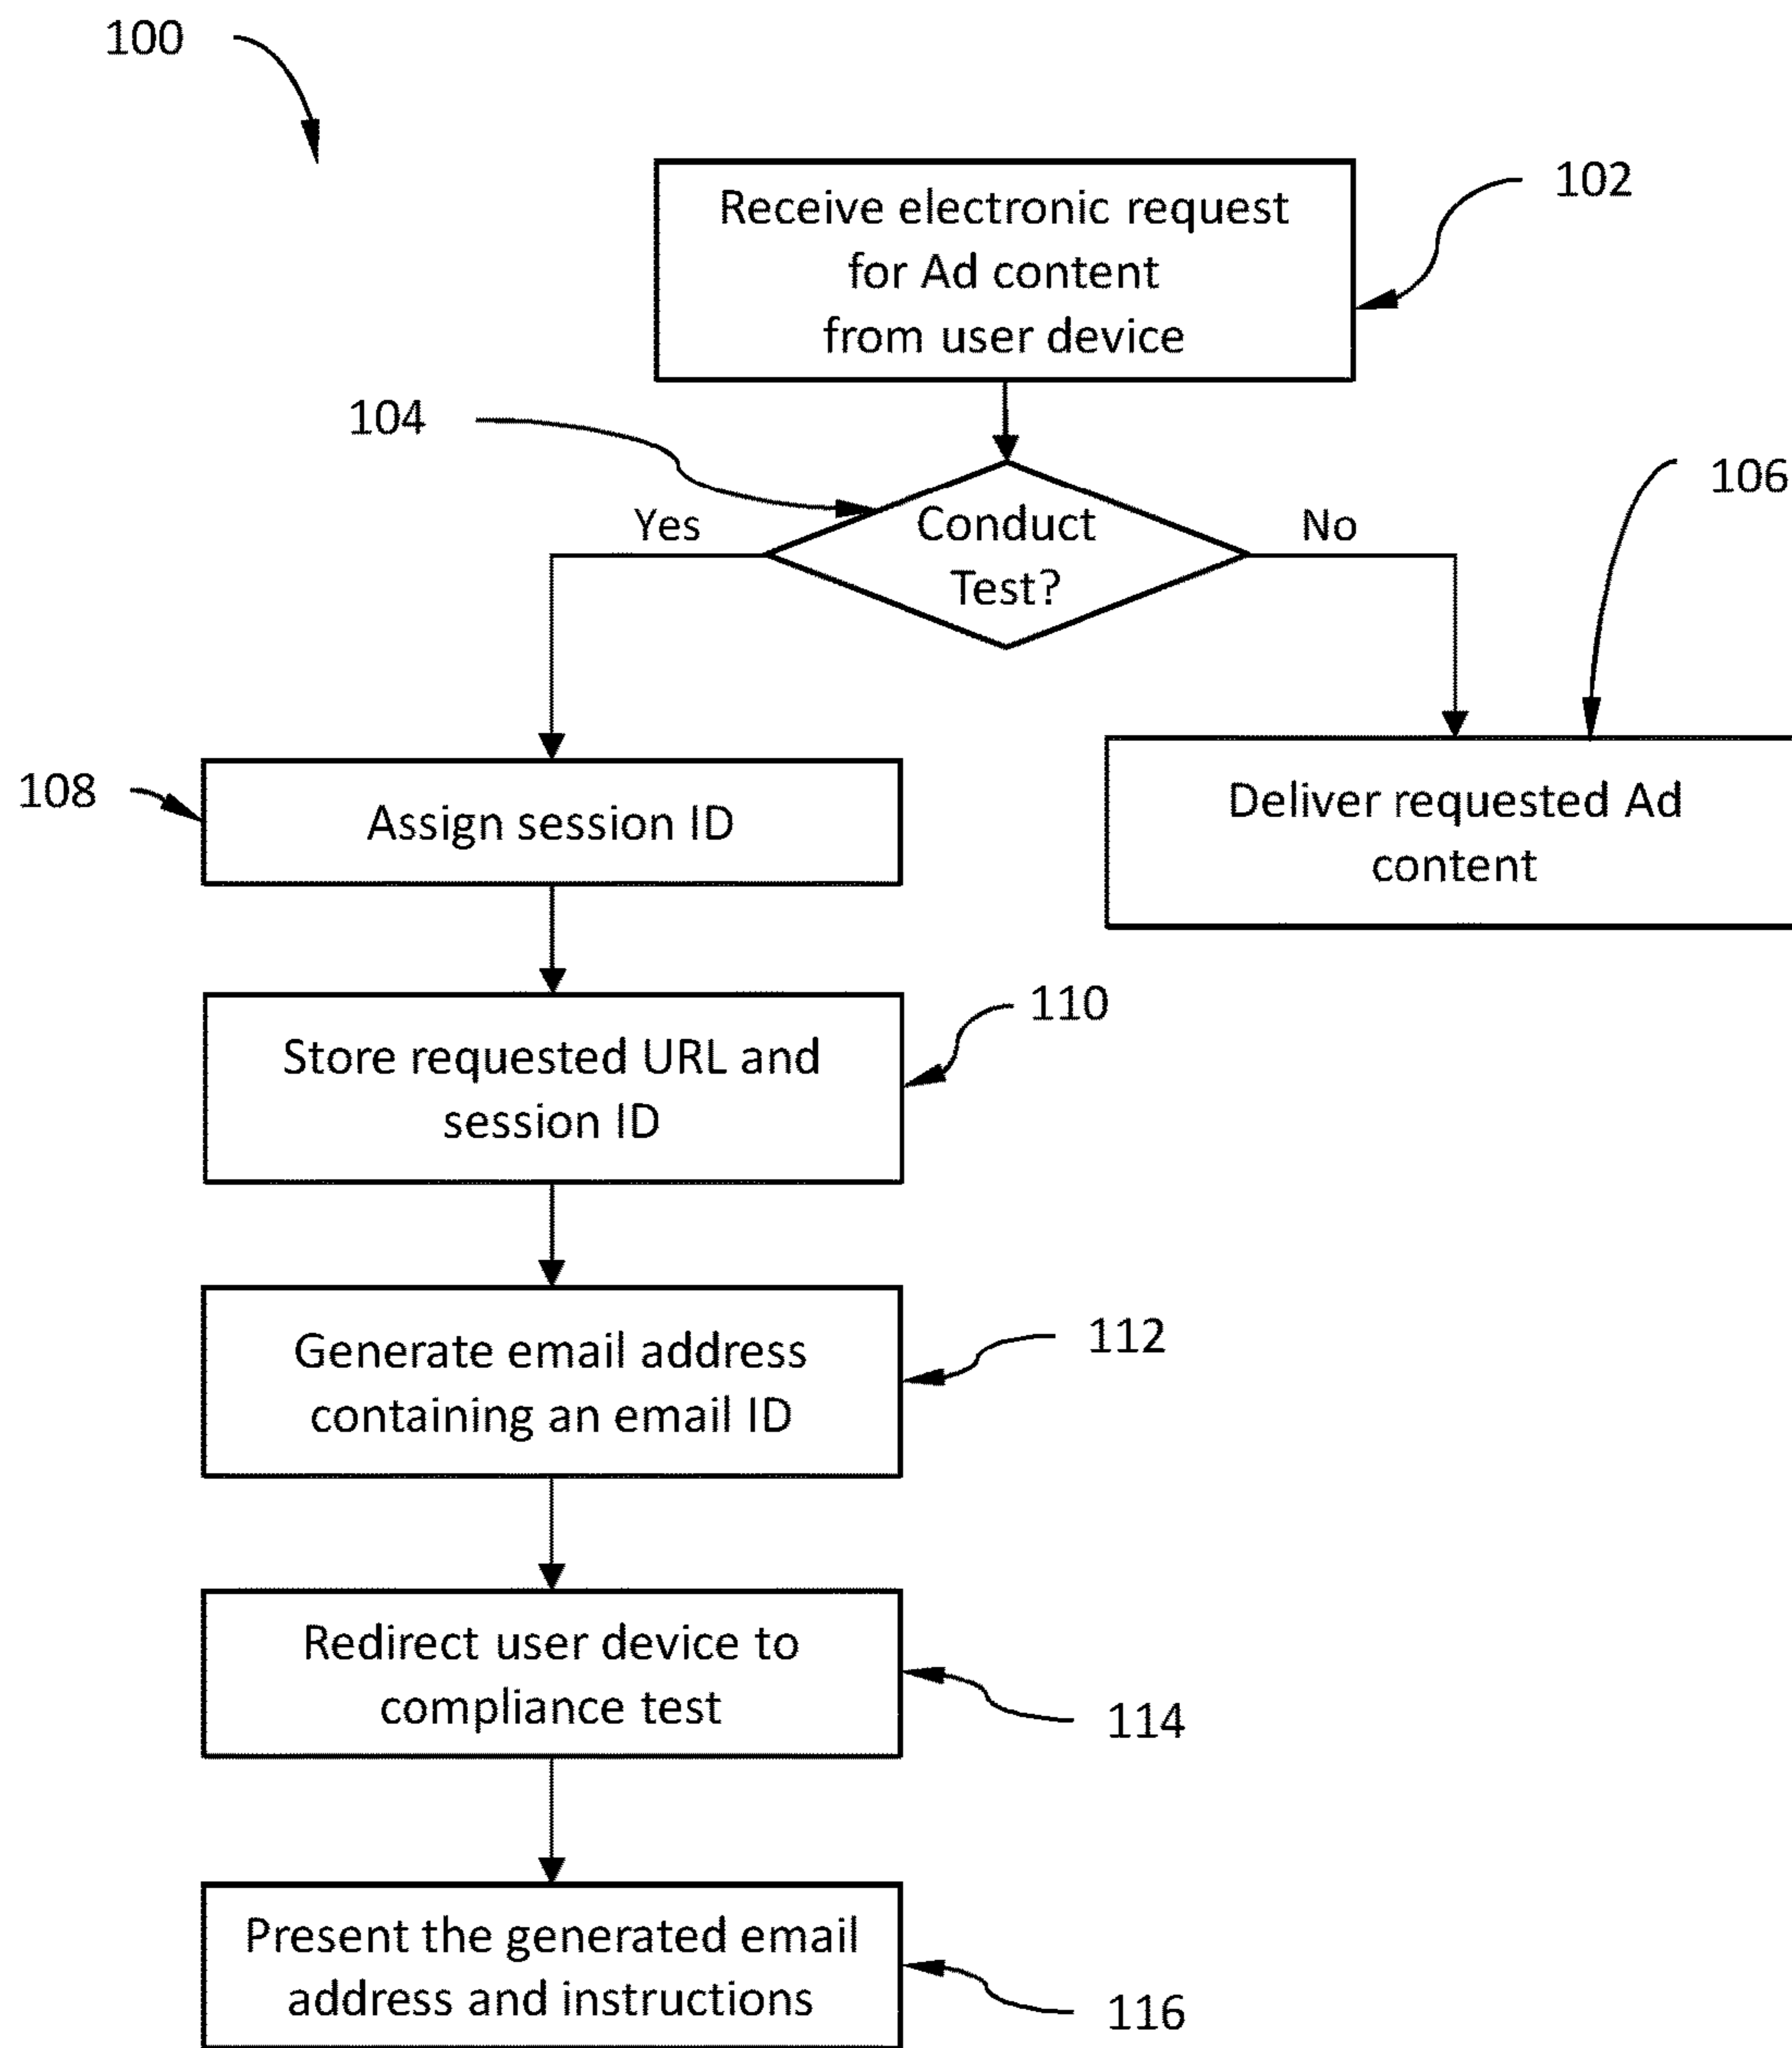 100
Receive electronic request
for Ad content
from user device
102
104
Yes
Conduct
Test?
No
106
108
Assign session ID
Deliver requested Ad
content
Store requested URL and
session ID
110
Generate email address
containing an email ID
112
Redirect user device to
compliance test
114
Present the generated email
address and instructions
116